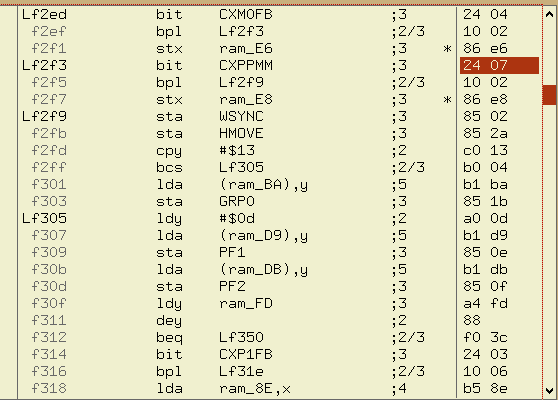 Lf2ed bit CXM0FB ;3 24 04
f2ef bpl Lf2f3 ;2/3 10 02
f2f1 stx ram_E6 ;3 * 86 e6
Lf2f3 bit CXPPMM ;3 24 07
f2f5 bpl Lf2f9 ;2/3 10 02
f2f7 stx ram_E8 ;3 * 86 e8
Lf2f9 sta WSYNC ;3 85 02
f2fb sta HMOVE ;3 85 2a
f2fd cpy #$13 ;2 c0 13
f2ff bcs Lf305 ;2/3 b0 04
f301 lda (ram_BA),y ;5 b1 ba
f303 sta GRP0 ;3 85 1b
Lf305 ldy #$0d ;2 a0 0d
f307 lda (ram_D9),y ;5 b1 d9
f309 sta PF1 ;3 85 0e
f30b lda (ram_DB),y ;5 b1 db
f30d sta PF2 ;3 85 0f
f30f ldy ram_FD ;3 a4 fd
f311 dey ;2 88
f312 beq Lf350 ;2/3 f0 3c
f314 bit CXP1FB ;3 24 03
f316 bpl Lf31e ;2/3 10 06
f318 lda ram_8E,x ;4 b5 8e